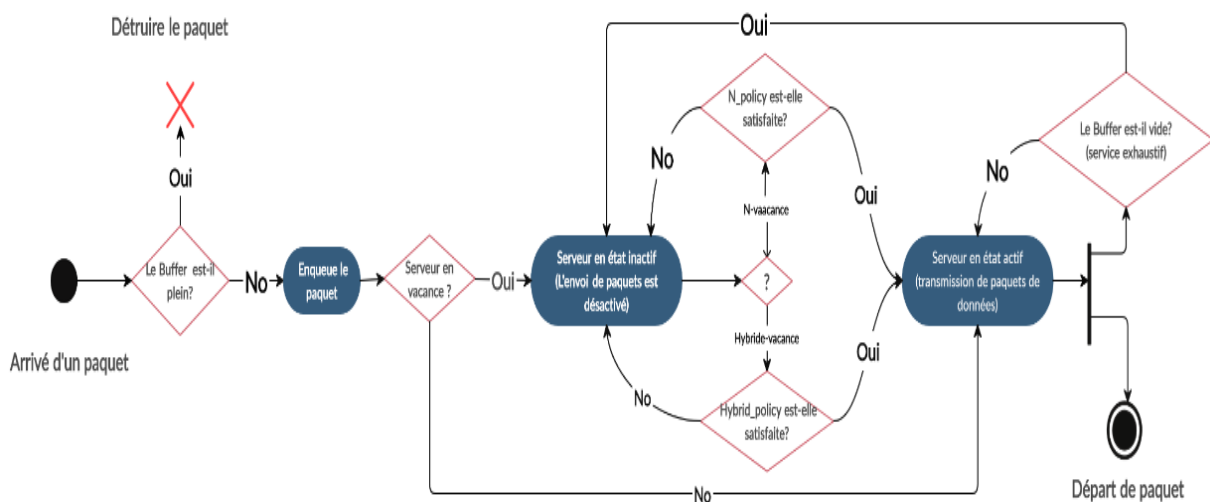 Détruire le paquet
Oui
Le Buffer est-il
plein?
Arrivé d'un paquet
No
Enqueue le
paquet
Serveur en
vacance ?
Oui
Serveur en état inactif
(L'envoi de paquets est
désactivé)
Oui
N_policy est-elle
satisfaite?
No
Oui
N-vaacance
?
Hybride-vacance
Oui
No
Hybrid_policy est-elle
satisfaite?
No
Serveur en état actif
(transmission de paquets de
données)
No
Le Buffer est-il vide?
(service exhaustif)
Départ de paquet